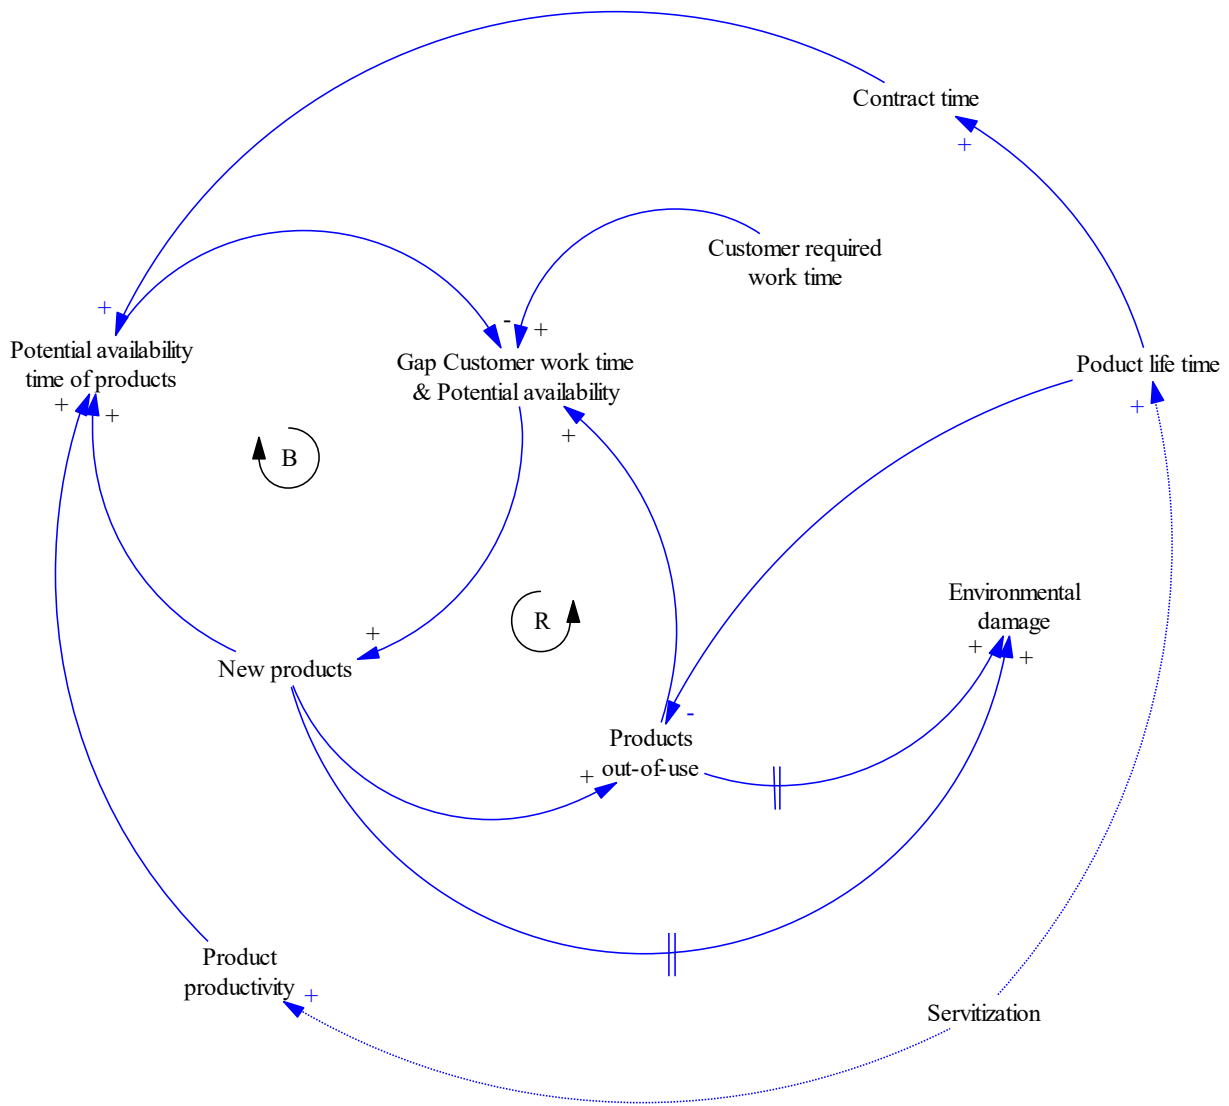 Contract time
+
Customer required
work time
+
-
+
Potential availability
time of products
Gap Customer work time
& Potential availability
Poduct life time
+
+
+
+
B
Environmental
damage
R
+
+
+
New products
-
Products
out-of-use
+
Product
productivity
+
Servitization